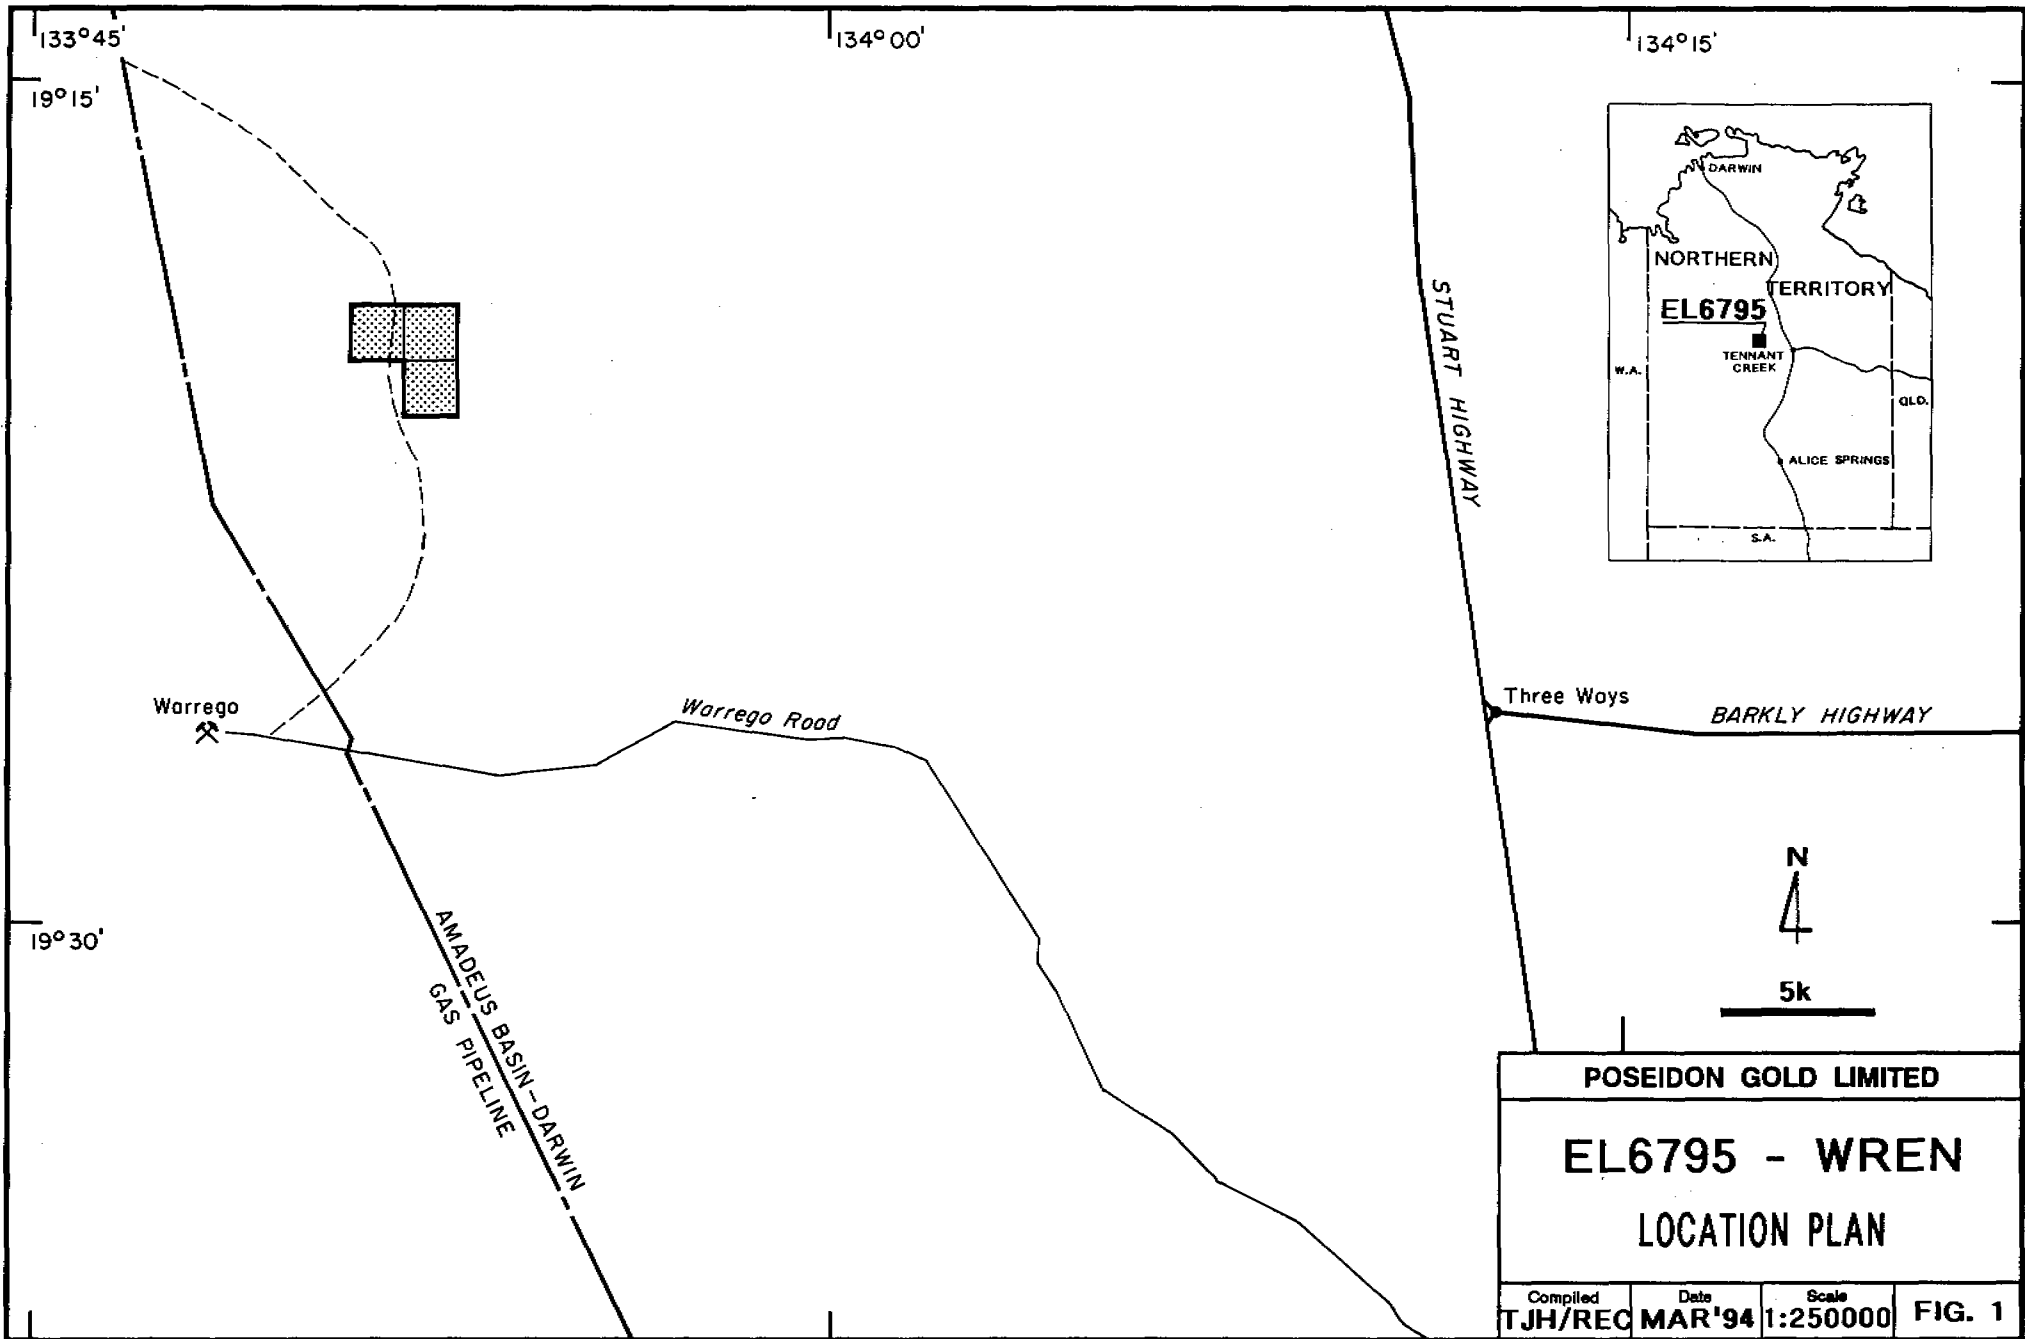 133°45'
134°00'
134°15'
19°15'
DARWIN
NORTHERN
TERRITORY
EL6795
TENNANT
CREEK
W.A.
QLD.
ALICE SPRINGS
S.A.
STUART HIGHWAY
Warrego
Warrego Road
Three Ways
BARKLY HIGHWAY
19°30'
AMADEUS BASIN-DARWIN
GAS PIPELINE
N
5k
POSEIDON GOLD LIMITED
EL6795 - WREN
LOCATION PLAN
Compiled
TJH/REC
Date
MAR'94
Scale
1:250000
FIG. 1